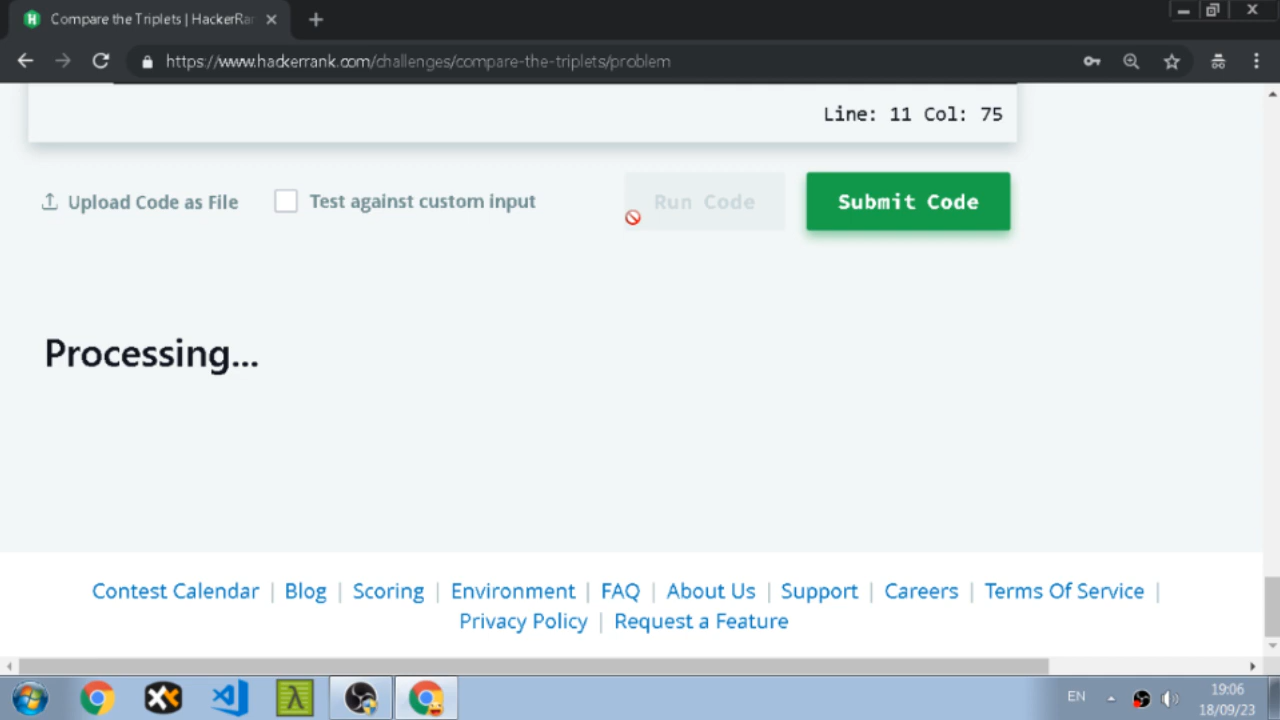 Compare the Triplets | HackerRan
https://www.hackerrank.com/challenges/compare-the-triplets/problem
Line: 11 Col: 75
Upload Code as File
Test against custom input
Run Code
Submit Code
Processing...
Contest Calendar | Blog | Scoring | Environment | FAQ | About Us | Support | Careers | Terms Of Service |
Privacy Policy | Request a Feature
EN
19:06
18/09/23